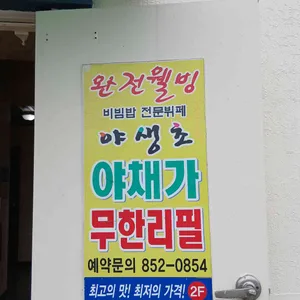 완전웰빙
비빔밥 전문뷔페
야생초
야채가
무한리필
예약문의 852-0854
최고의 맛! 최저의 가격! 2F